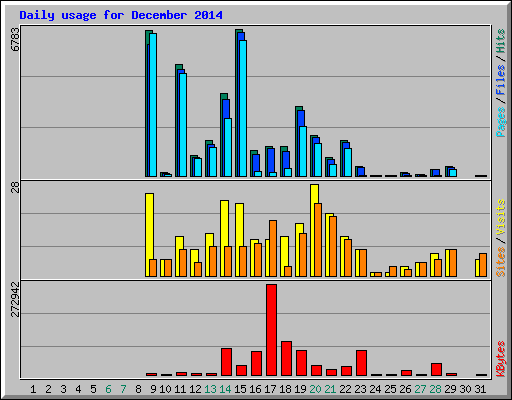 Daily usage for December 2014
6783
Pages / Files / Hits
28
Sites / Visits
272942
KBytes
1 2 3 4 5 6 7 8 9 10 11 12 13 14 15 16 17 18 19 20 21 22 23 24 25 26 27 28 29 30 31